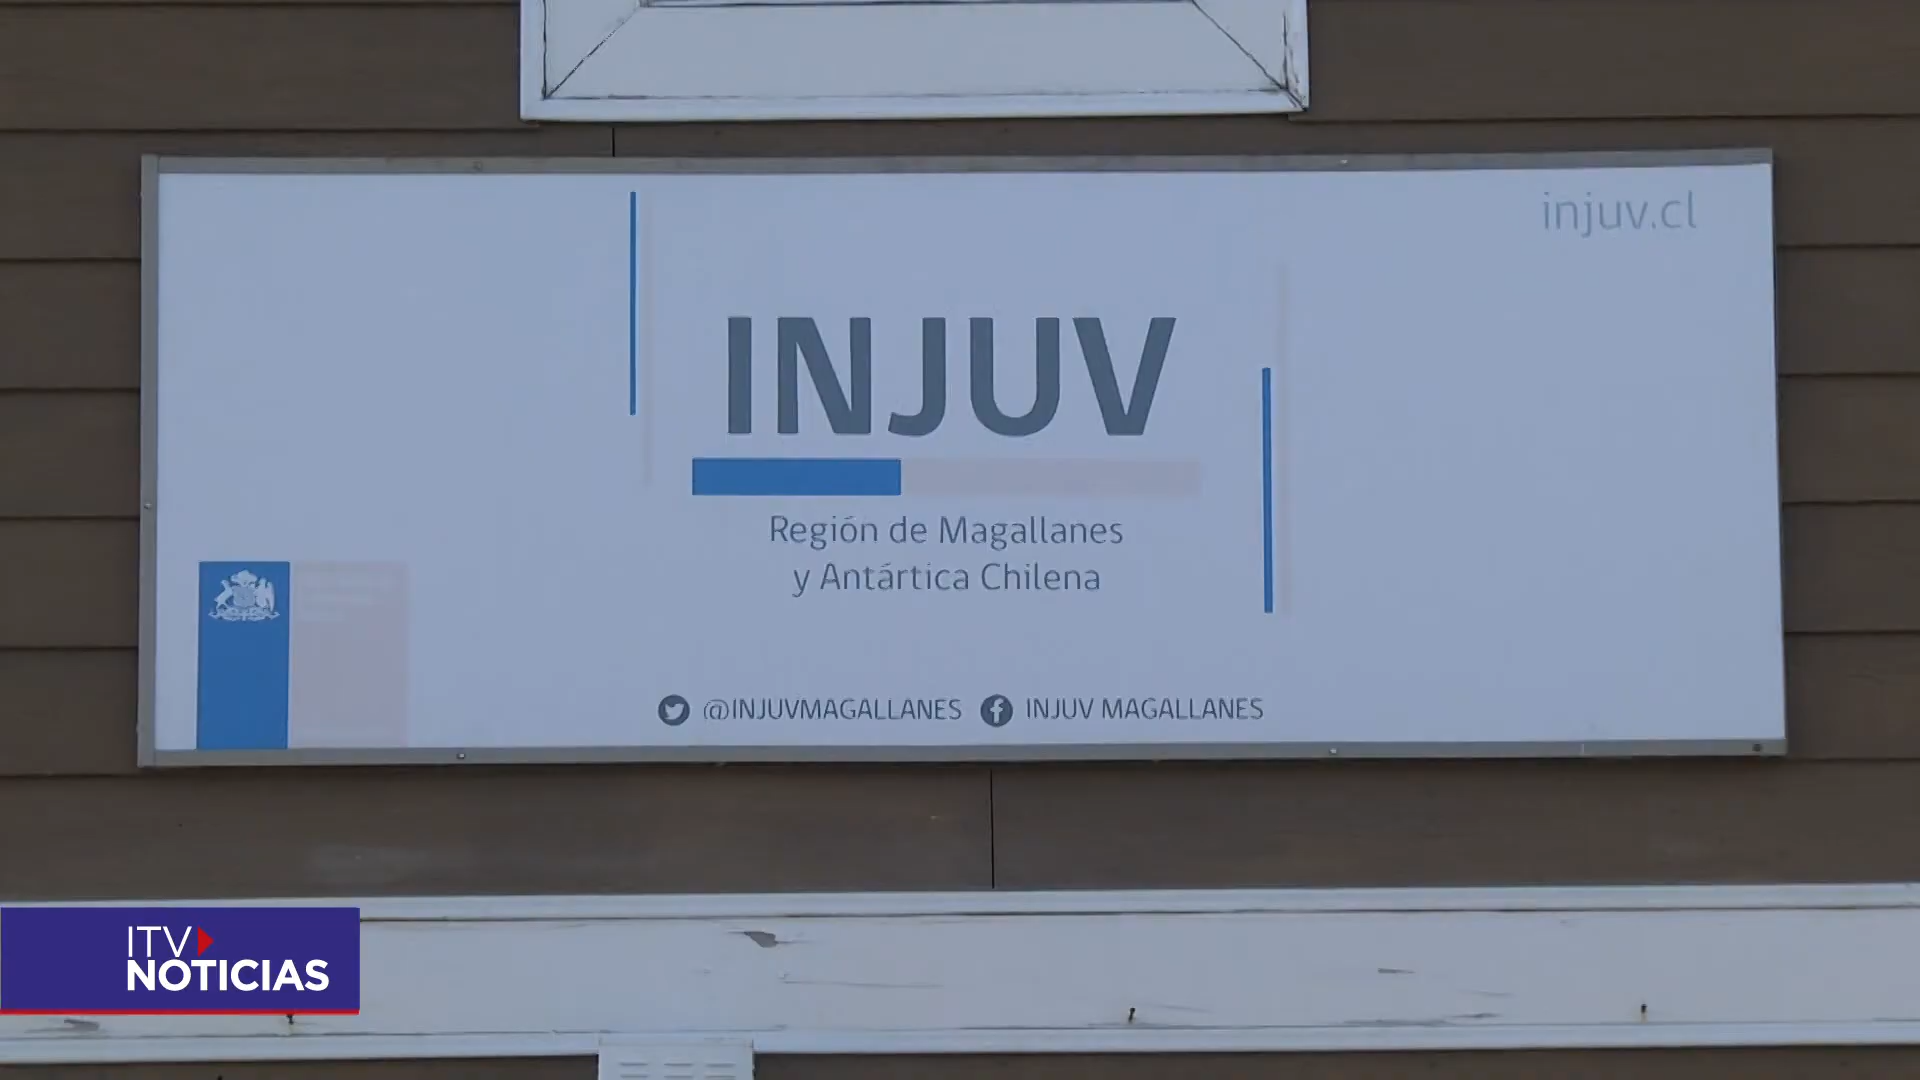 injuv.cl
INJUV
Región de Magallanes
y Antártica Chilena
@INJUVMAGALLANES INJUV MAGALLANES
ITV
NOTICIAS